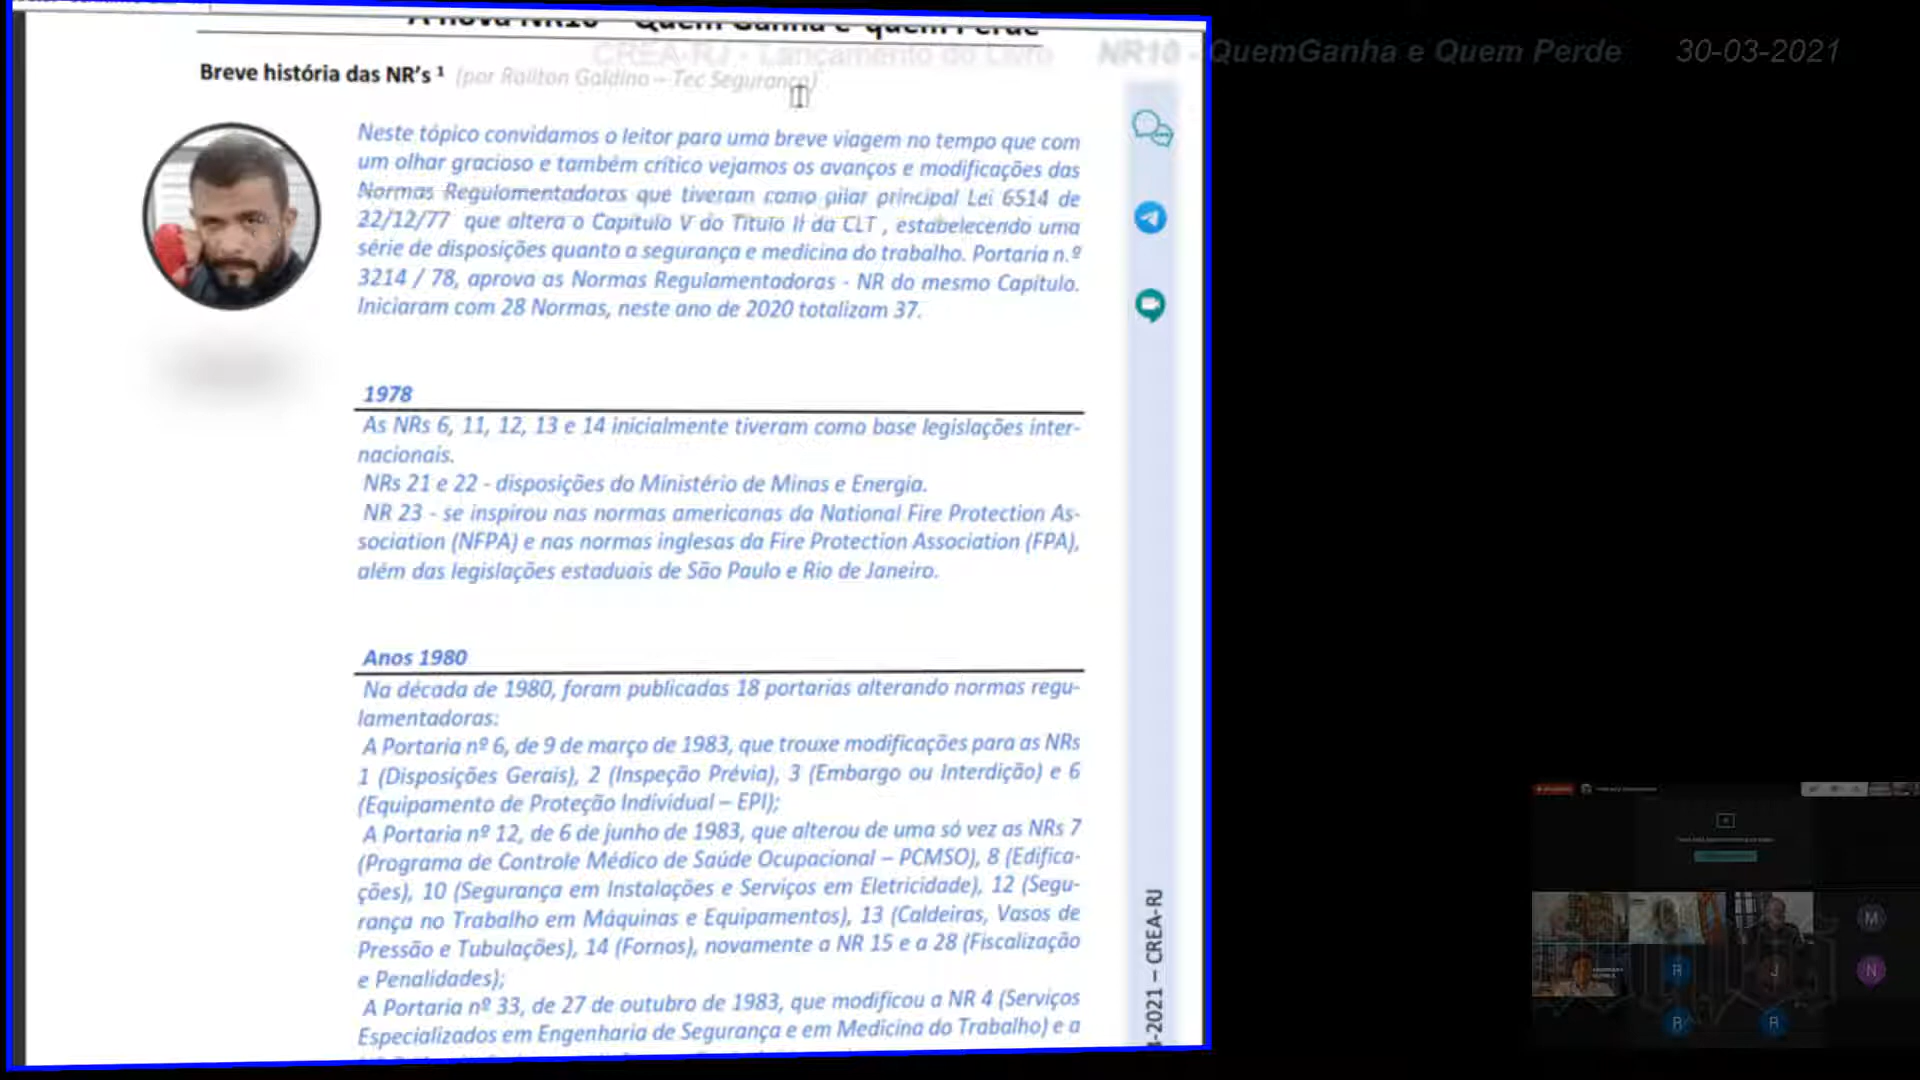 A nova NR10 – Quem Ganha e quem Perde
CREA-RJ - Lançamento do Livro NR10 - QuemGanha e Quem Perde 30-03-2021
Breve história das NR's ¹ (por Railton Galdino – Tec Segurança)
Neste tópico convidamos o leitor para uma breve viagem no tempo que com
um olhar gracioso e também crítico vejamos os avanços e modificações das
Normas Regulamentadoras que tiveram como pilar principal Lei 6514 de
22/12/77 que altera o Capítulo V do Titulo II da CLT , estabelecendo uma
série de disposições quanto a segurança e medicina do trabalho. Portaria n.º
3214 / 78, aprova as Normas Regulamentadoras - NR do mesmo Capítulo.
Iniciaram com 28 Normas, neste ano de 2020 totalizam 37.
1978
As NRs 6, 11, 12, 13 e 14 inicialmente tiveram como base legislações inter-
nacionais.
NRs 21 e 22 - disposições do Ministério de Minas e Energia.
NR 23 - se inspirou nas normas americanas da National Fire Protection As-
sociation (NFPA) e nas normas inglesas da Fire Protection Association (FPA),
além das legislações estaduais de São Paulo e Rio de Janeiro.
Anos 1980
Na década de 1980, foram publicadas 18 portarias alterando normas regu-
lamentadoras:
A Portaria nº 6, de 9 de março de 1983, que trouxe modificações para as NRs
1 (Disposições Gerais), 2 (Inspeção Prévia), 3 (Embargo ou Interdição) e 6
(Equipamento de Proteção Individual – EPI);
A Portaria nº 12, de 6 de junho de 1983, que alterou de uma só vez as NRs 7
(Programa de Controle Médico de Saúde Ocupacional – PCMSO), 8 (Edifica-
ções), 10 (Segurança em Instalações e Serviços em Eletricidade), 12 (Segu-
rança no Trabalho em Máquinas e Equipamentos), 13 (Caldeiras, Vasos de
Pressão e Tubulações), 14 (Fornos), novamente a NR 15 e a 28 (Fiscalização
e Penalidades);
A Portaria nº 33, de 27 de outubro de 1983, que modificou a NR 4 (Serviços
Especializados em Engenharia de Segurança e em Medicina do Trabalho) e a
-2021 – CREA-RJ
M
R
J
N
R
R